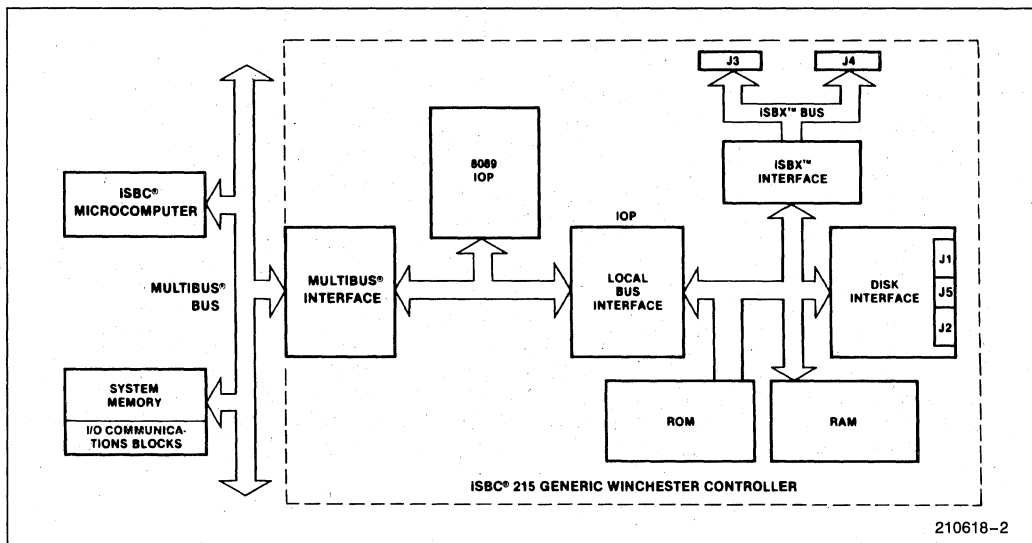 J3
J4
iSBX™ BUS
8089
IOP
iSBX™
INTERFACE
iSBC®
MICROCOMPUTER
IOP
MULTIBUS®
BUS
MULTIBUS®
INTERFACE
LOCAL
BUS
INTERFACE
DISK
INTERFACE
J1
J5
J2
SYSTEM
MEMORY
I/O COMMUNICA-
TIONS BLOCKS
ROM
RAM
iSBC® 215 GENERIC WINCHESTER CONTROLLER
210618-2